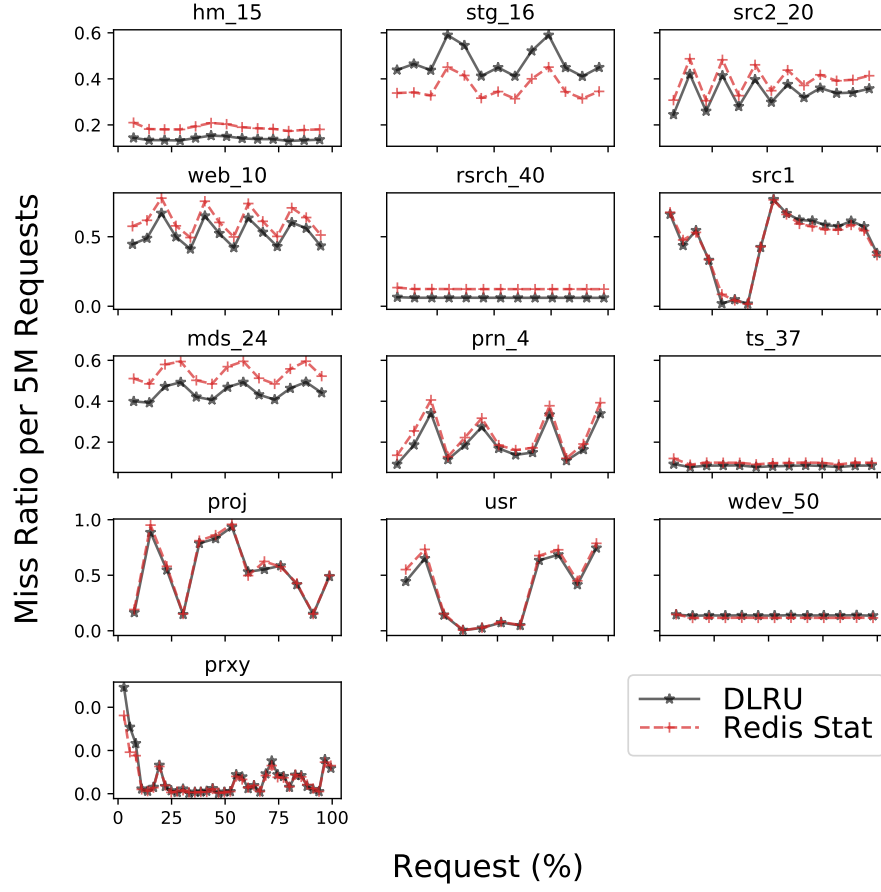 hm_15 stg_16 src2_20
0.6
0.4
0.2
web_10 rsrch_40 src1
0.5
0.0
mds_24 prn_4 ts_37
0.6
0.4
0.2
proj usr wdev_50
1.0
0.5
0.0
prxy
0.0
0.0
0.0
0 25 50 75 100
DLRU
Redis Stat
Miss Ratio per 5M Requests
Request (%)